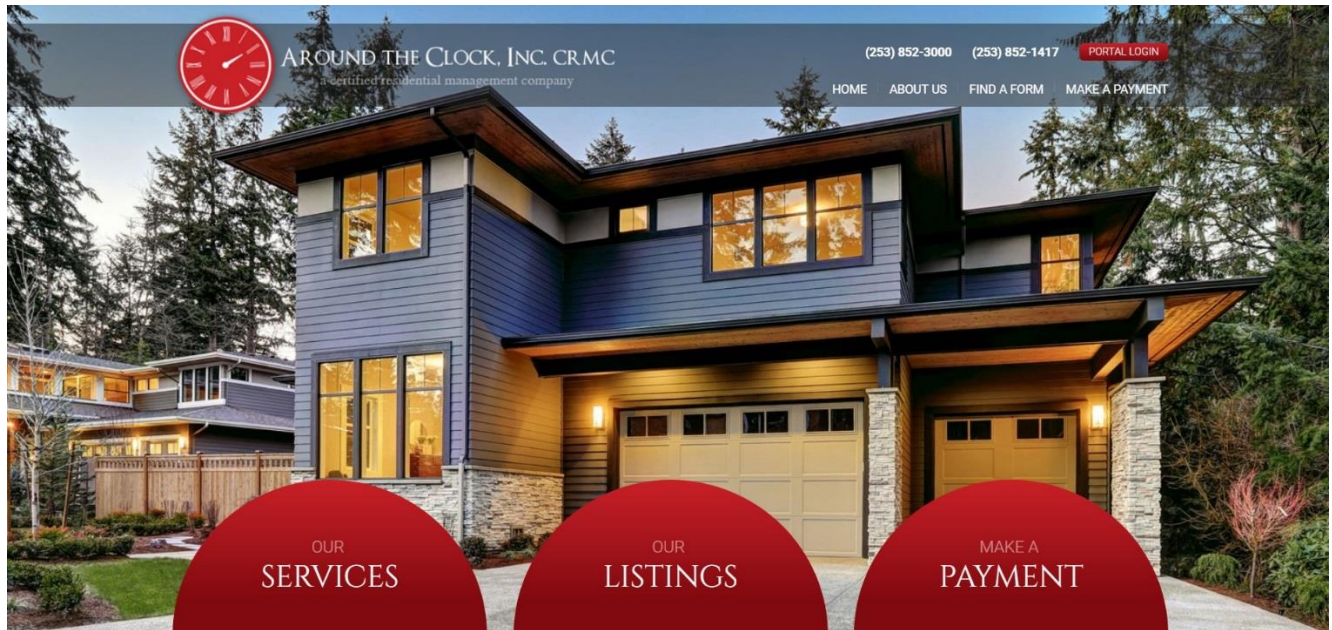 AROUND THE CLOCK, INC. CRMC
a certified residential management company
(253) 852-3000 (253) 852-1417 PORTAL LOGIN
HOME ABOUT US FIND A FORM MAKE A PAYMENT
OUR
SERVICES
OUR
LISTINGS
MAKE A
PAYMENT